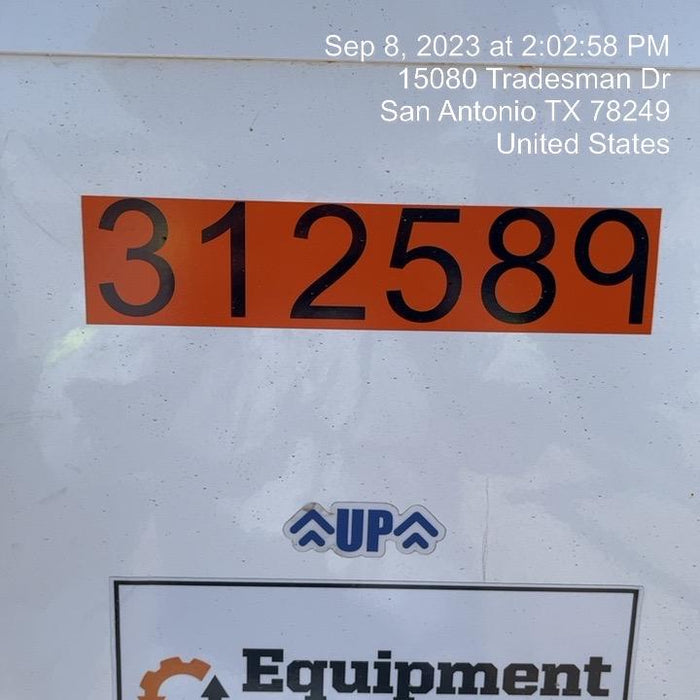 Sep 8, 2023 at 2:02:58 PM
15080 Tradesman Dr
San Antonio TX 78249
United States
312589
UP
Equipment